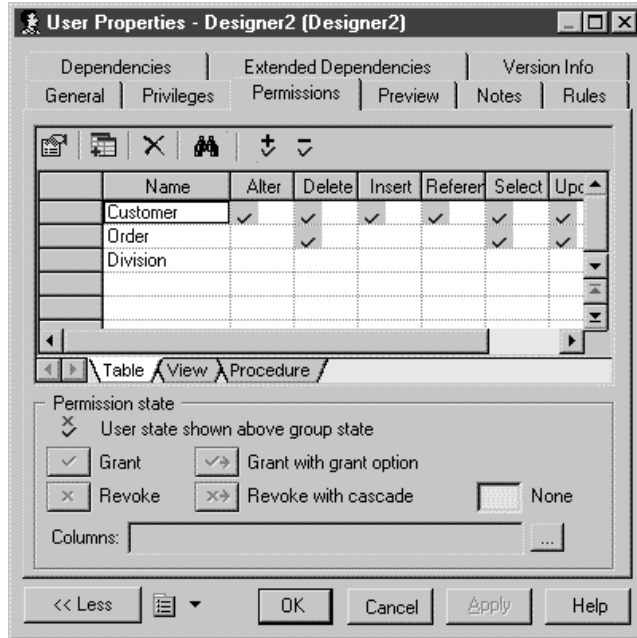 User Properties - Designer2 (Designer2)
Dependencies Extended Dependencies Version Info
General Privileges Permissions Preview Notes Rules
Name Alter Delete Insert Referer Select Upd
Customer
Order
Division
Table View Procedure
Permission state
User state shown above group state
Grant Grant with grant option
Revoke Revoke with cascade None
Columns: ...
<< Less OK Cancel Apply Help